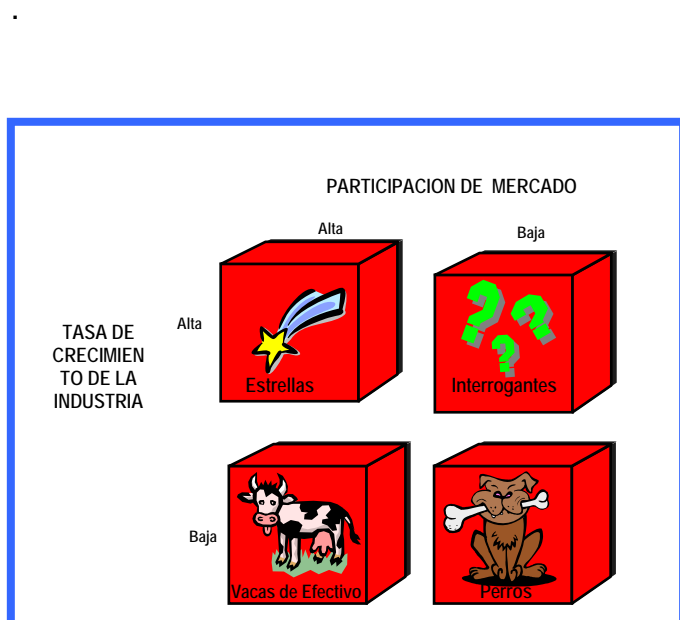 .
PARTICIPACION DE MERCADO
Alta
Baja
Alta
TASA DE
CRECIMIEN
TO DE LA
INDUSTRIA
Estrellas
Interrogantes
Baja
Vacas de Efectivo
Perros